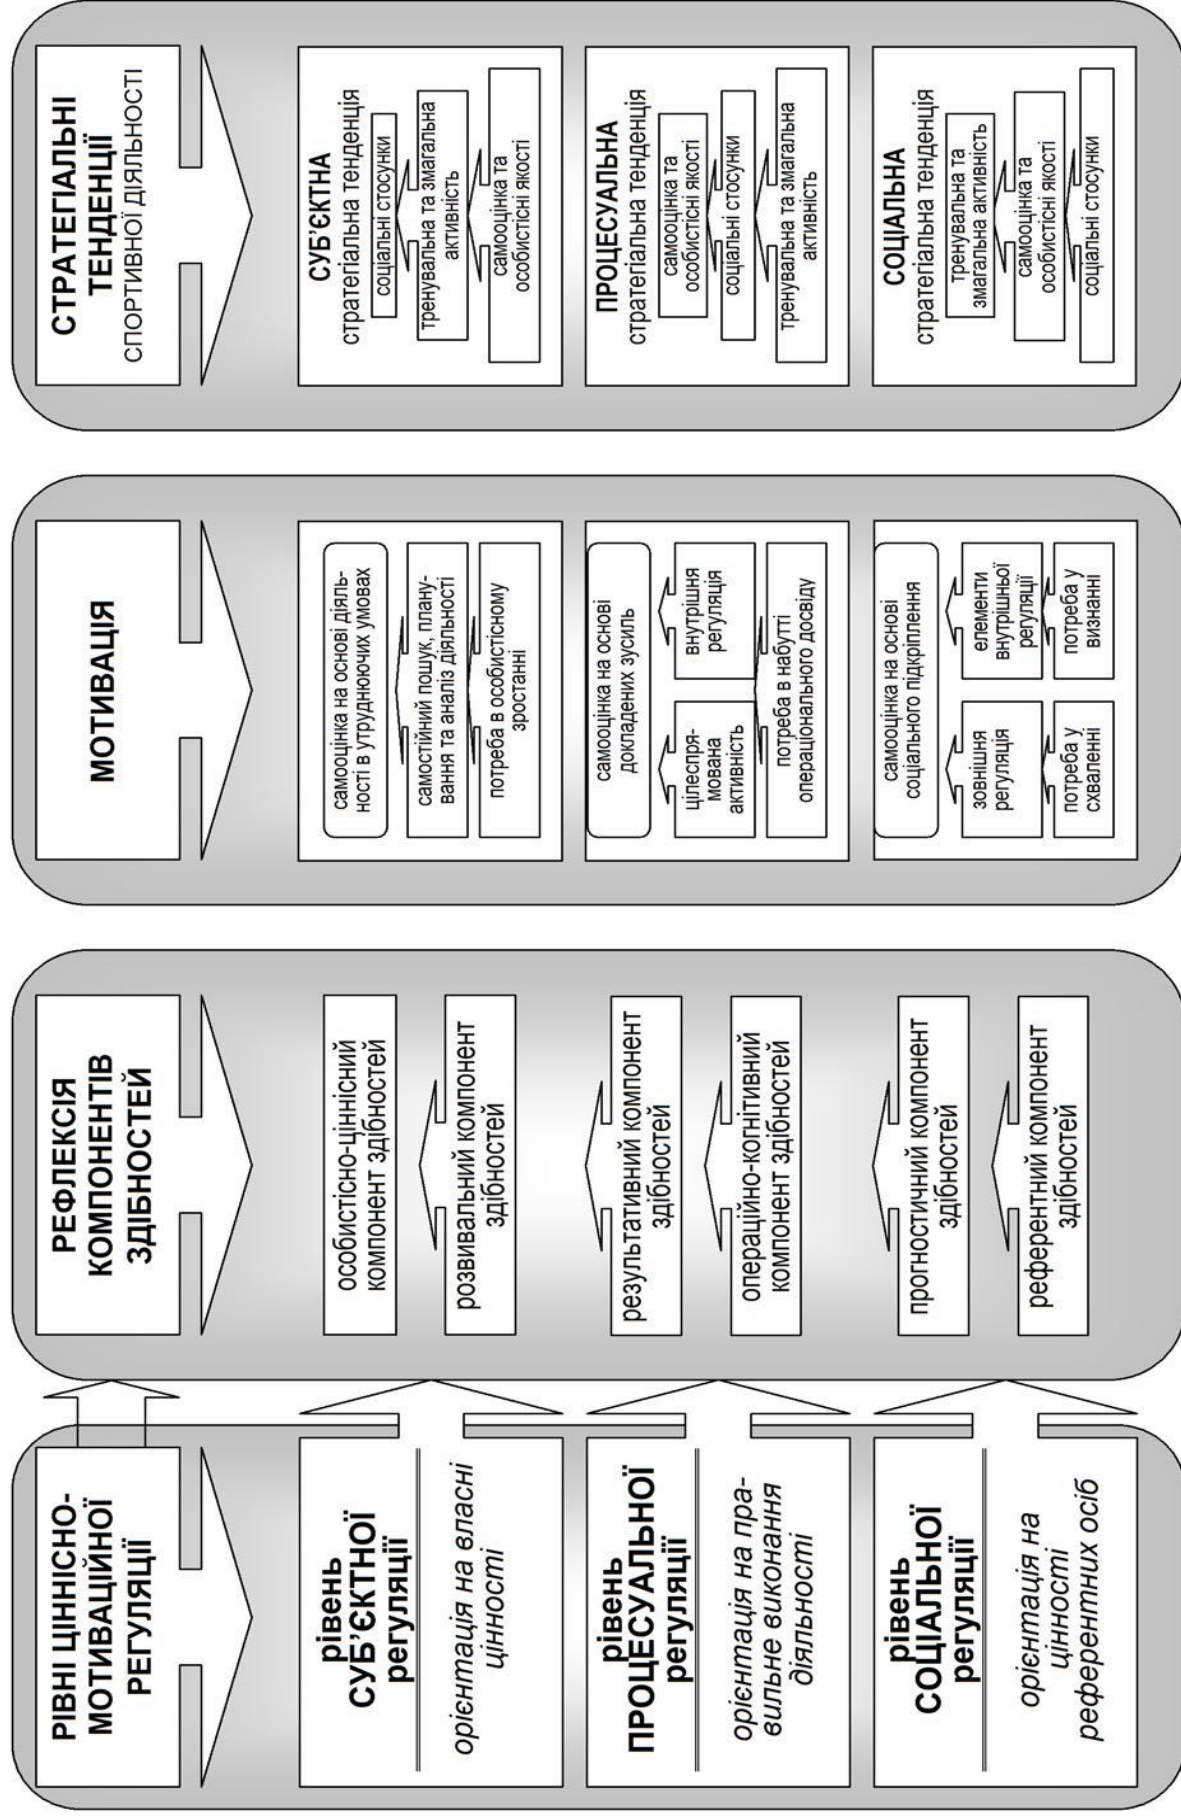 РІВНІ ЦІННІСНО-
МОТИВАЦІЙНОЇ
РЕГУЛЯЦІЇ
рівень
СУБ’ЄКТНОЇ
регуляції
орієнтація на власні
цінності
рівень
ПРОЦЕСУАЛЬНОЇ
регуляції
орієнтація на пра-
вильне виконання
діяльності
рівень
СОЦІАЛЬНОЇ
регуляції
орієнтація на
цінності
референтних осіб
РЕФЛЕКСІЯ
КОМПОНЕНТІВ
ЗДІБНОСТЕЙ
особистісно-ціннісний
компонент здібностей
розвивальний компонент
здібностей
результативний компонент
здібностей
операційно-когнітивний
компонент здібностей
прогностичний компонент
здібностей
референтний компонент
здібностей
МОТИВАЦІЯ
самооцінка на основі діяль-
ності в утруднюючих умовах
самостійний пошук, плану-
вання та аналіз діяльності
потреба в особистісному
зростанні
самооцінка на основі
докладених зусиль
цілеспря-
мована
активність
внутрішня
регуляція
потреба в набутті
операціонального досвіду
самооцінка на основі
соціального підкріплення
зовнішня
регуляція
елементи
внутрішньої
регуляції
потреба у
схваленні
потреба у
визнанні
СТРАТЕГІАЛЬНІ
ТЕНДЕНЦІЇ
СПОРТИВНОЇ ДІЯЛЬНОСТІ
СУБ’ЄКТНА
стратегіальна тенденція
соціальні стосунки
тренувальна та змагальна
активність
самооцінка та
особистісні якості
ПРОЦЕСУАЛЬНА
стратегіальна тенденція
самооцінка та
особистісні якості
соціальні стосунки
тренувальна та змагальна
активність
СОЦІАЛЬНА
стратегіальна тенденція
тренувальна та
змагальна активність
самооцінка та
особистісні якості
соціальні стосунки